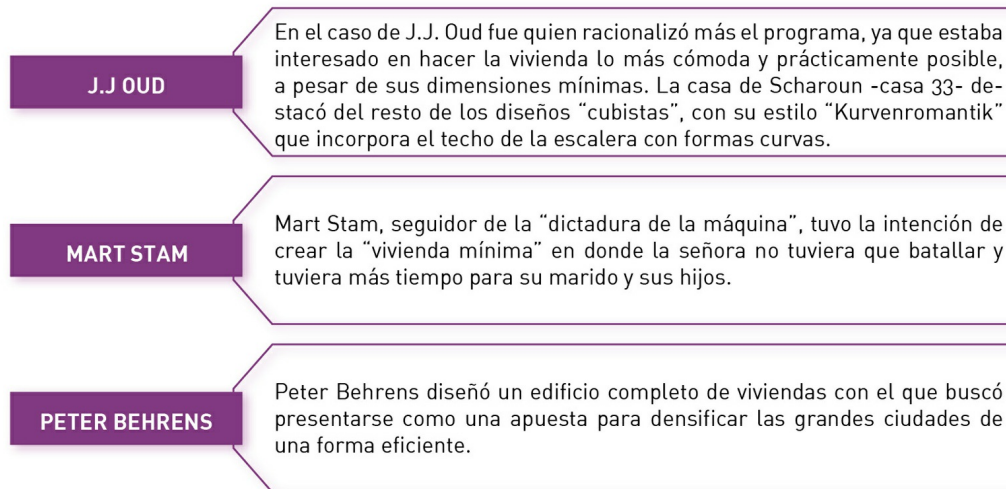 J.J OUD
En el caso de J.J. Oud fue quien racionalizó más el programa, ya que estaba
interesado en hacer la vivienda lo más cómoda y prácticamente posible,
a pesar de sus dimensiones mínimas. La casa de Scharoun -casa 33- de-
stacó del resto de los diseños “cubistas”, con su estilo “Kurvenromantik”
que incorpora el techo de la escalera con formas curvas.
MART STAM
Mart Stam, seguidor de la “dictadura de la máquina”, tuvo la intención de
crear la “vivienda mínima” en donde la señora no tuviera que batallar y
tuviera más tiempo para su marido y sus hijos.
PETER BEHRENS
Peter Behrens diseñó un edificio completo de viviendas con el que buscó
presentarse como una apuesta para densificar las grandes ciudades de
una forma eficiente.